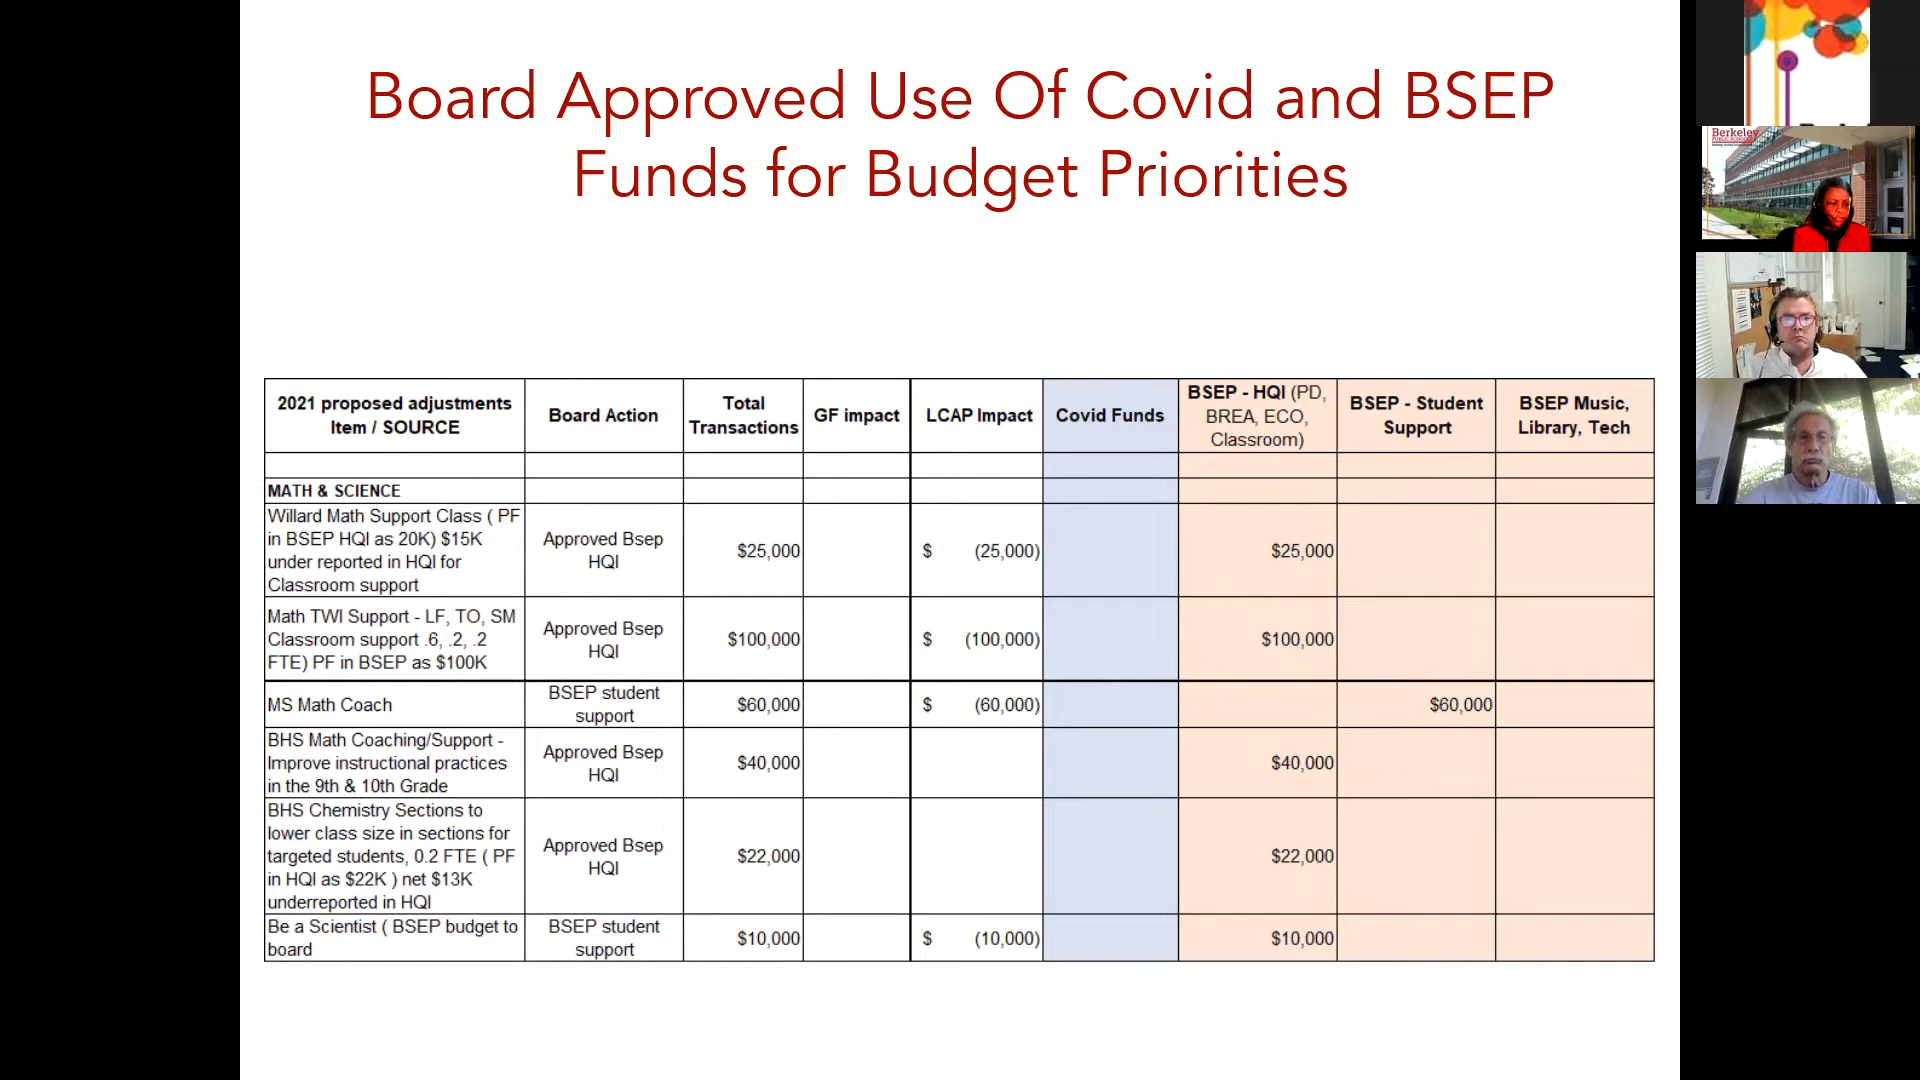 Board Approved Use Of Covid and BSEP
Funds for Budget Priorities
2021 proposed adjustments
Item / SOURCE
Board Action
Total
Transactions
GF impact
LCAP Impact
Covid Funds
BSEP - HQI (PD,
BREA, ECO,
Classroom)
BSEP - Student
Support
BSEP Music,
Library, Tech
MATH & SCIENCE
Willard Math Support Class ( PF
in BSEP HQI as 20K) $15K
under reported in HQI for
Classroom support
Approved Bsep
HQI
$25,000
$ (25,000)
$25,000
Math TWI Support - LF, TO, SM
Classroom support .6, .2, .2
FTE) PF in BSEP as $100K
Approved Bsep
HQI
$100,000
$ (100,000)
$100,000
MS Math Coach
BSEP student
support
$60,000
$ (60,000)
$60,000
BHS Math Coaching/Support -
Improve instructional practices
in the 9th & 10th Grade
Approved Bsep
HQI
$40,000
$40,000
BHS Chemistry Sections to
lower class size in sections for
targeted students, 0.2 FTE ( PF
in HQI as $22K ) net $13K
underreported in HQI
Approved Bsep
HQI
$22,000
$22,000
Be a Scientist ( BSEP budget to
board
BSEP student
support
$10,000
$ (10,000)
$10,000
Berkeley